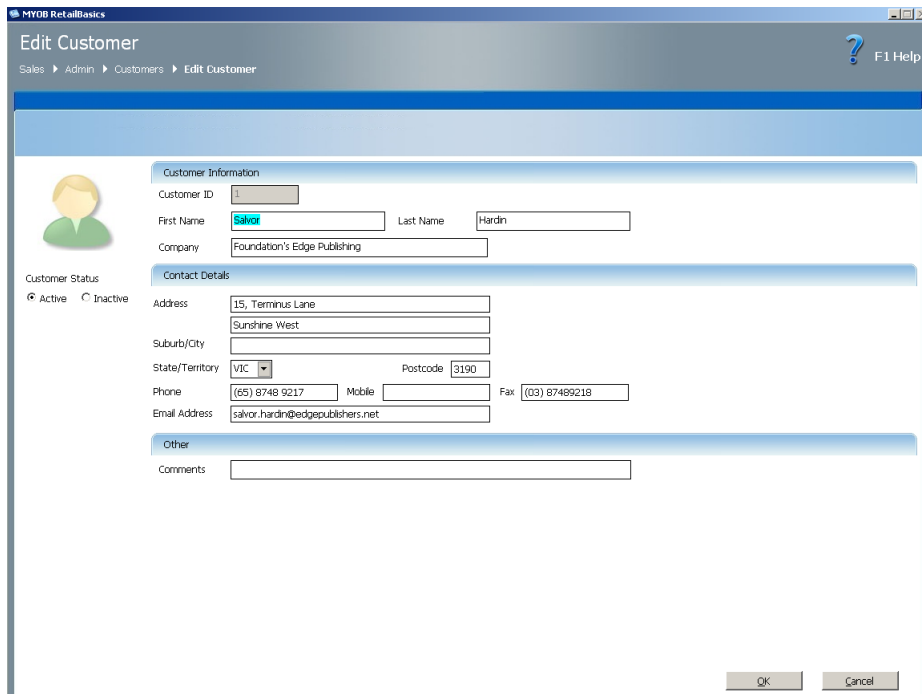 MYOB RetailBasics
Edit Customer
? F1 Help
Sales Admin Customers Edit Customer
Customer Information
Customer ID 1
First Name Salvor Last Name Hardin
Company Foundation's Edge Publishing
Customer Status
Active Inactive
Contact Details
Address 15, Terminus Lane
Sunshine West
Suburb/City
State/Territory VIC Postcode 3190
Phone (65) 8748 9217 Mobile Fax (03) 87489218
Email Address salvor.hardin@edgepublishers.net
Other
Comments
OK Cancel